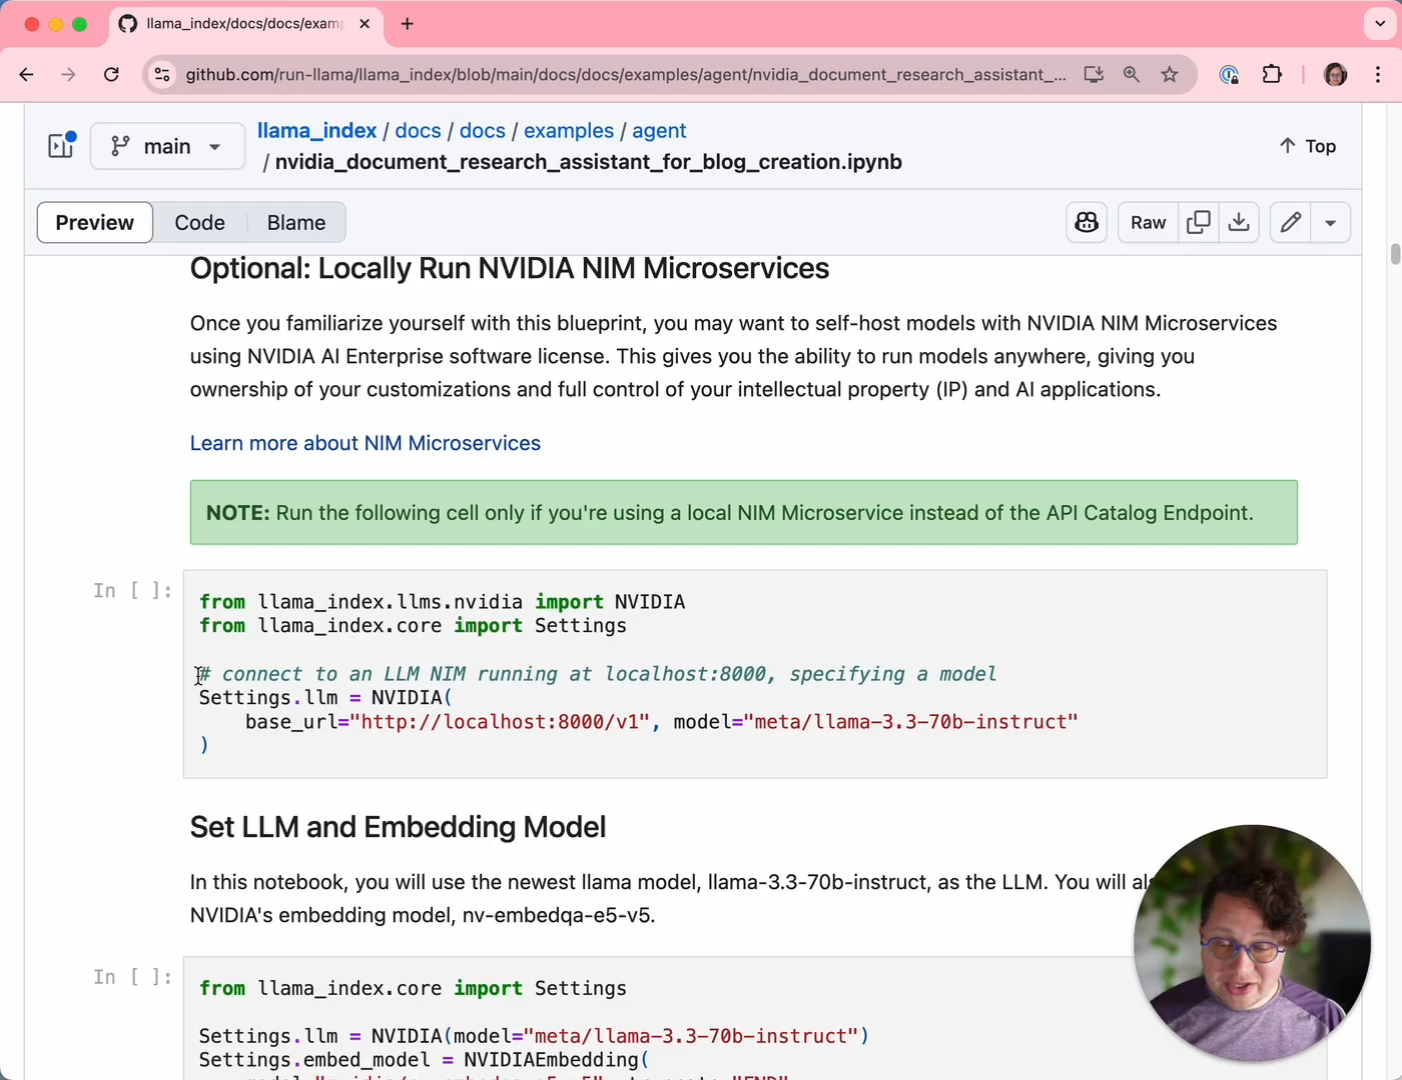 llama_index/docs/docs/exam
github.com/run-llama/llama_index/blob/main/docs/docs/examples/agent/nvidia_document_research_assistant_...
main
llama_index / docs / docs / examples / agent
/ nvidia_document_research_assistant_for_blog_creation.ipynb
Top
Preview Code Blame
Raw
Optional: Locally Run NVIDIA NIM Microservices
Once you familiarize yourself with this blueprint, you may want to self-host models with NVIDIA NIM Microservices
using NVIDIA AI Enterprise software license. This gives you the ability to run models anywhere, giving you
ownership of your customizations and full control of your intellectual property (IP) and AI applications.
Learn more about NIM Microservices
NOTE: Run the following cell only if you're using a local NIM Microservice instead of the API Catalog Endpoint.
In [ ]:
from llama_index.llms.nvidia import NVIDIA
from llama_index.core import Settings
# connect to an LLM NIM running at localhost:8000, specifying a model
Settings.llm = NVIDIA(
base_url="http://localhost:8000/v1", model="meta/llama-3.3-70b-instruct"
)
Set LLM and Embedding Model
In this notebook, you will use the newest llama model, llama-3.3-70b-instruct, as the LLM. You will
NVIDIA's embedding model, nv-embedqa-e5-v5.
In [ ]:
from llama_index.core import Settings
Settings.llm = NVIDIA(model="meta/llama-3.3-70b-instruct")
Settings.embed_model = NVIDIAEmbedding(